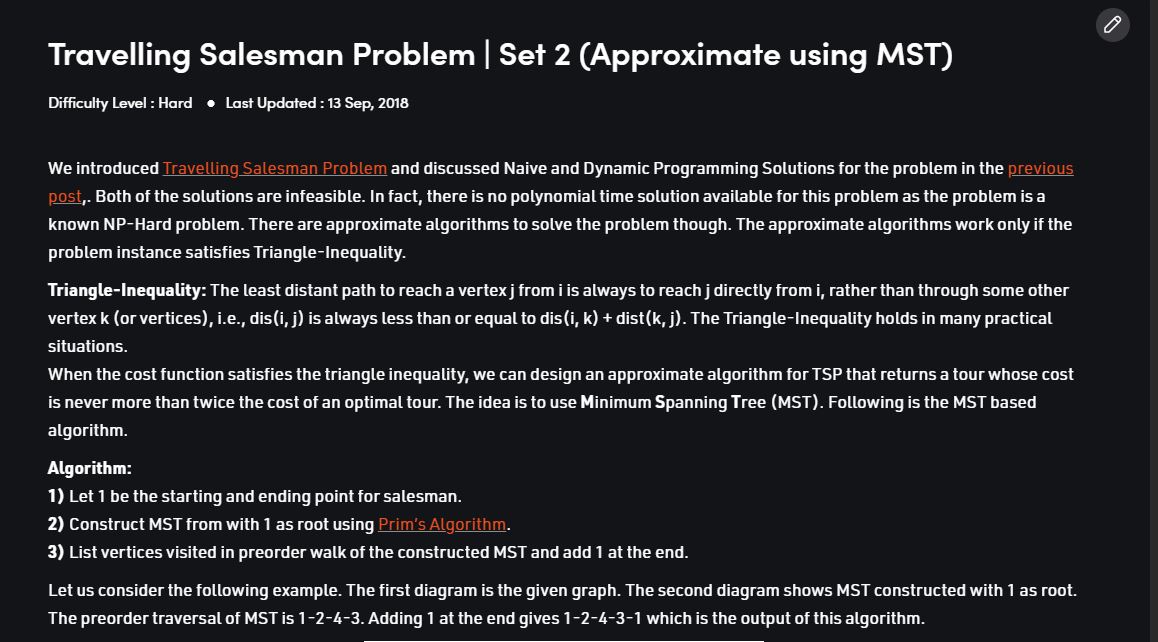 Travelling Salesman Problem | Set 2 (Approximate using MST)
Difficulty Level : Hard ● Last Updated : 13 Sep, 2018
We introduced Travelling Salesman Problem and discussed Naive and Dynamic Programming Solutions for the problem in the previous
post,. Both of the solutions are infeasible. In fact, there is no polynomial time solution available for this problem as the problem is a
known NP-Hard problem. There are approximate algorithms to solve the problem though. The approximate algorithms work only if the
problem instance satisfies Triangle-Inequality.
Triangle-Inequality: The least distant path to reach a vertex j from i is always to reach j directly from i, rather than through some other
vertex k (or vertices), i.e., dis(i, j) is always less than or equal to dis(i, k) + dist(k, j). The Triangle-Inequality holds in many practical
situations.
When the cost function satisfies the triangle inequality, we can design an approximate algorithm for TSP that returns a tour whose cost
is never more than twice the cost of an optimal tour. The idea is to use Minimum Spanning Tree (MST). Following is the MST based
algorithm.
Algorithm:
1) Let 1 be the starting and ending point for salesman.
2) Construct MST from with 1 as root using Prim's Algorithm.
3) List vertices visited in preorder walk of the constructed MST and add 1 at the end.
Let us consider the following example. The first diagram is the given graph. The second diagram shows MST constructed with 1 as root.
The preorder traversal of MST is 1-2-4-3. Adding 1 at the end gives 1-2-4-3-1 which is the output of this algorithm.